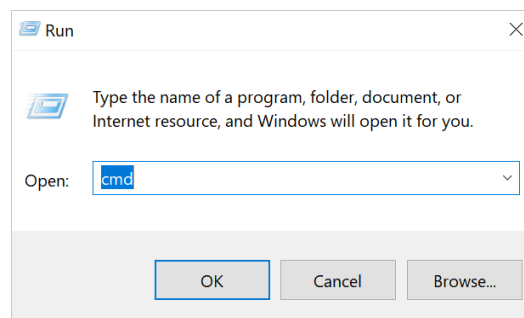 Run
Type the name of a program, folder, document, or
Internet resource, and Windows will open it for you.
Open: cmd
OK Cancel Browse...